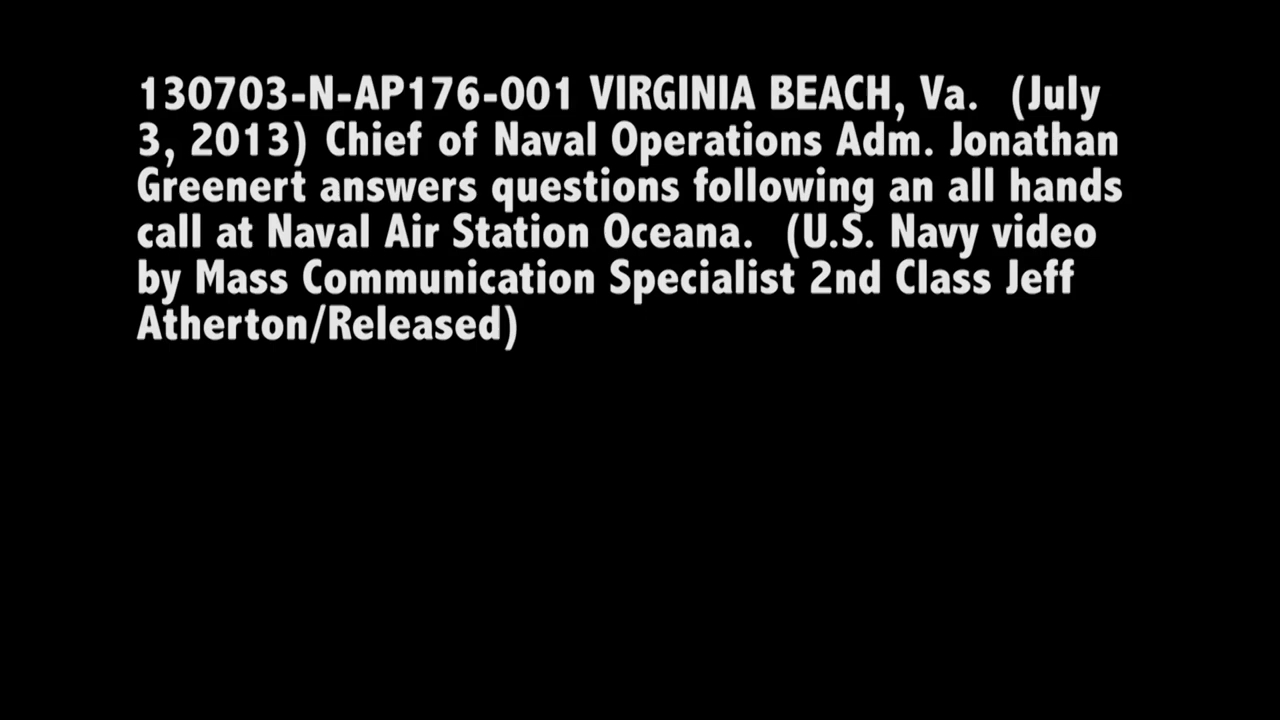 130703-N-AP176-001 VIRGINIA BEACH, Va.  (July
3, 2013) Chief of Naval Operations Adm. Jonathan
Greenert answers questions following an all hands
call at Naval Air Station Oceana.  (U.S. Navy video
by Mass Communication Specialist 2nd Class Jeff
Atherton/Released)